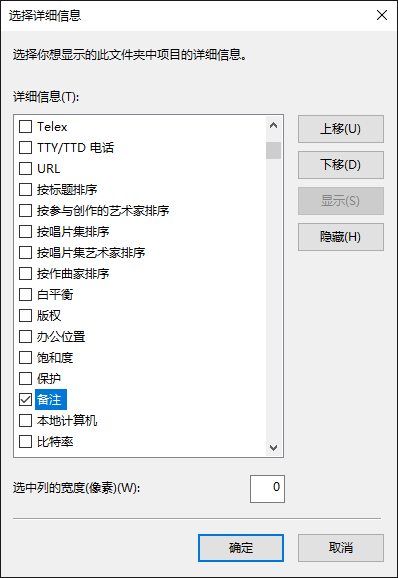 选择详细信息
选择你想显示的此文件夹中项目的详细信息。
详细信息(T):
Telex
TTY/TTD 电话
URL
按标题排序
按参与创作的艺术家排序
按唱片集排序
按唱片集艺术家排序
按作曲家排序
白平衡
版权
办公位置
饱和度
保护
备注
本地计算机
比特率
上移(U)
下移(D)
显示(S)
隐藏(H)
选中列的宽度(像素)(W):
0
确定
取消